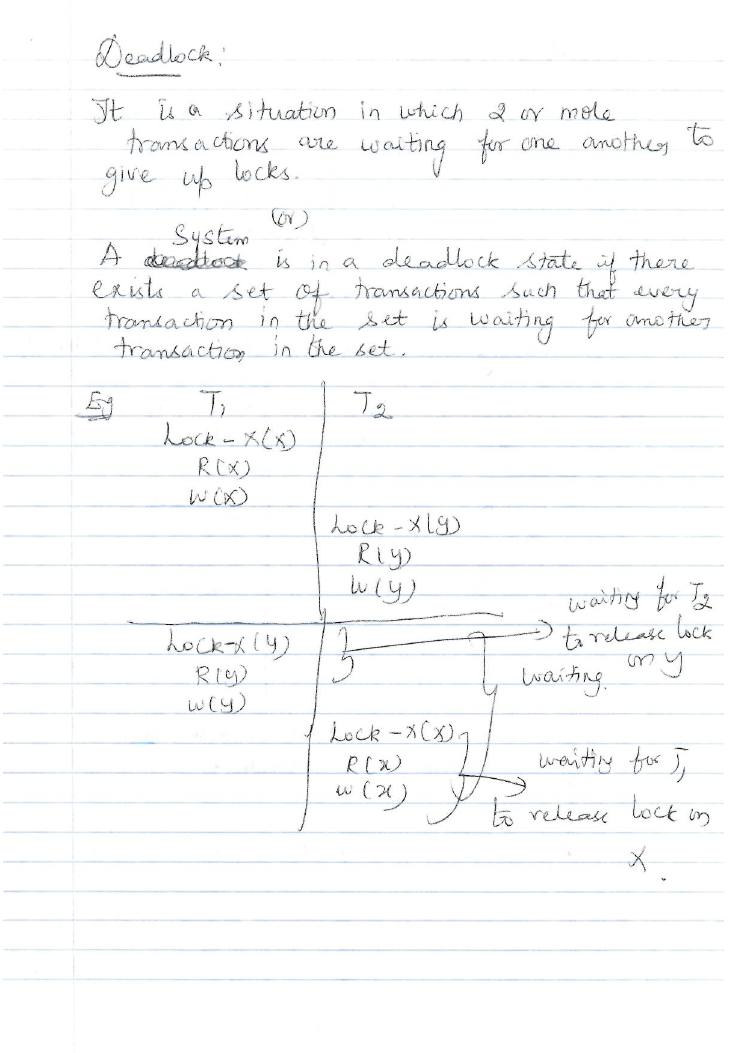 Deadlock:
It is a situation in which 2 or more
transactions are waiting for one another to
give up locks.
(or)
System
A is in a deadlock state if there
exists a set of transactions such that every
transaction in the set is waiting for another
transaction in the set.
Eg T1 T2
Lock - X(X)
R(X)
W(X)
Lock - X(y)
R(y)
W(y)
waiting for T2
Lock-X(y) to release lock
on y
R(y) waiting.
W(y)
Lock - X(X)
R(x) waiting for T1
W(x)
to release lock on
X.